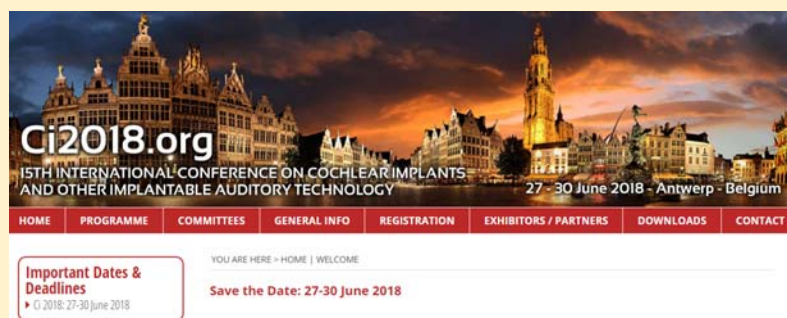 Ci2018.org
15TH INTERNATIONAL CONFERENCE ON COCHLEAR IMPLANTS
AND OTHER IMPLANTABLE AUDITORY TECHNOLOGY
27 - 30 June 2018 - Antwerp - Belgium
HOME PROGRAMME COMMITTEES GENERAL INFO REGISTRATION EXHIBITORS / PARTNERS DOWNLOADS CONTACT
YOU ARE HERE > HOME | WELCOME
Important Dates &
Deadlines
Ci 2018: 27-30 June 2018
Save the Date: 27-30 June 2018